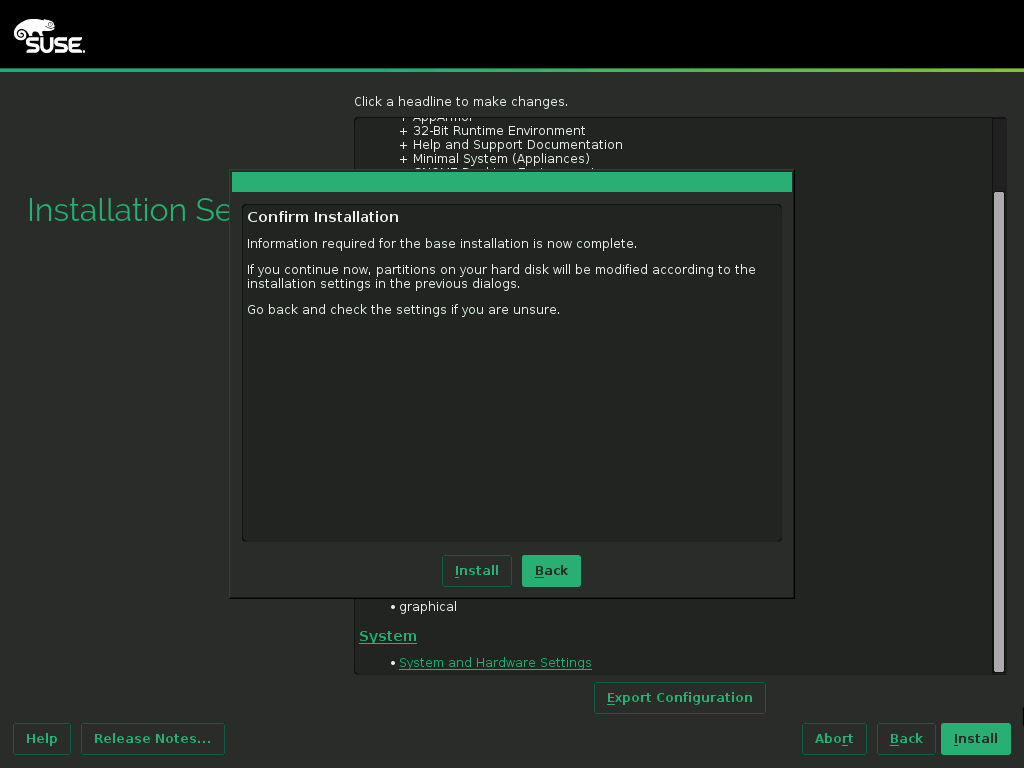 SUSE.
Click a headline to make changes.
+ AppArmor
+ 32-Bit Runtime Environment
+ Help and Support Documentation
+ Minimal System (Appliances)
Installation Se
Confirm Installation
Information required for the base installation is now complete.
If you continue now, partitions on your hard disk will be modified according to the
installation settings in the previous dialogs.
Go back and check the settings if you are unsure.
Install Back
• graphical
System
• System and Hardware Settings
Export Configuration
Help Release Notes... Abort Back Install